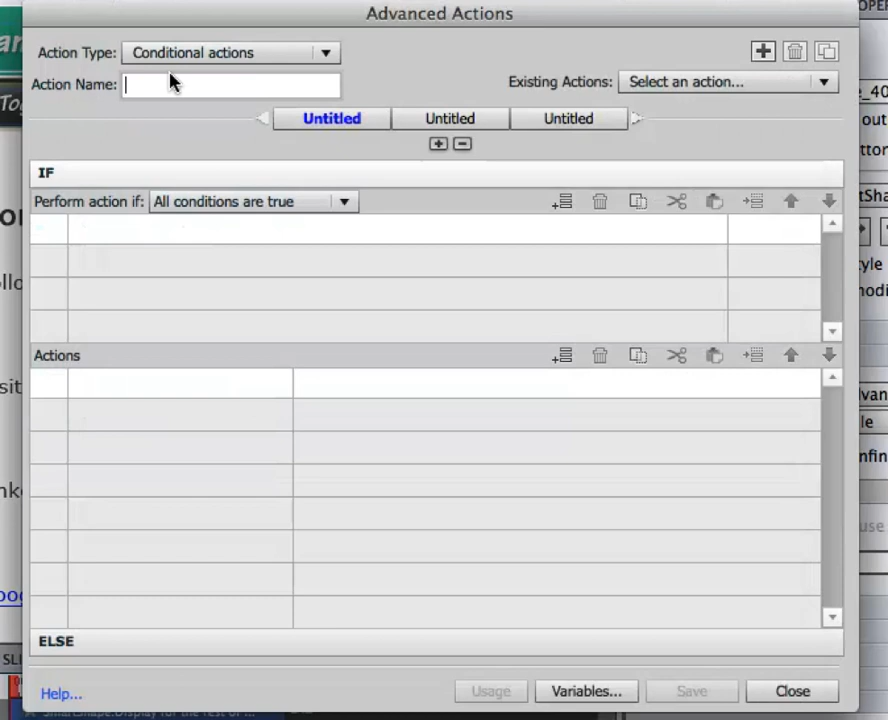 Advanced Actions
Action Type: Conditional actions
Action Name:
Existing Actions: Select an action...
Untitled Untitled Untitled
IF
Perform action if: All conditions are true
Actions
ELSE
Help... Usage Variables... Save Close